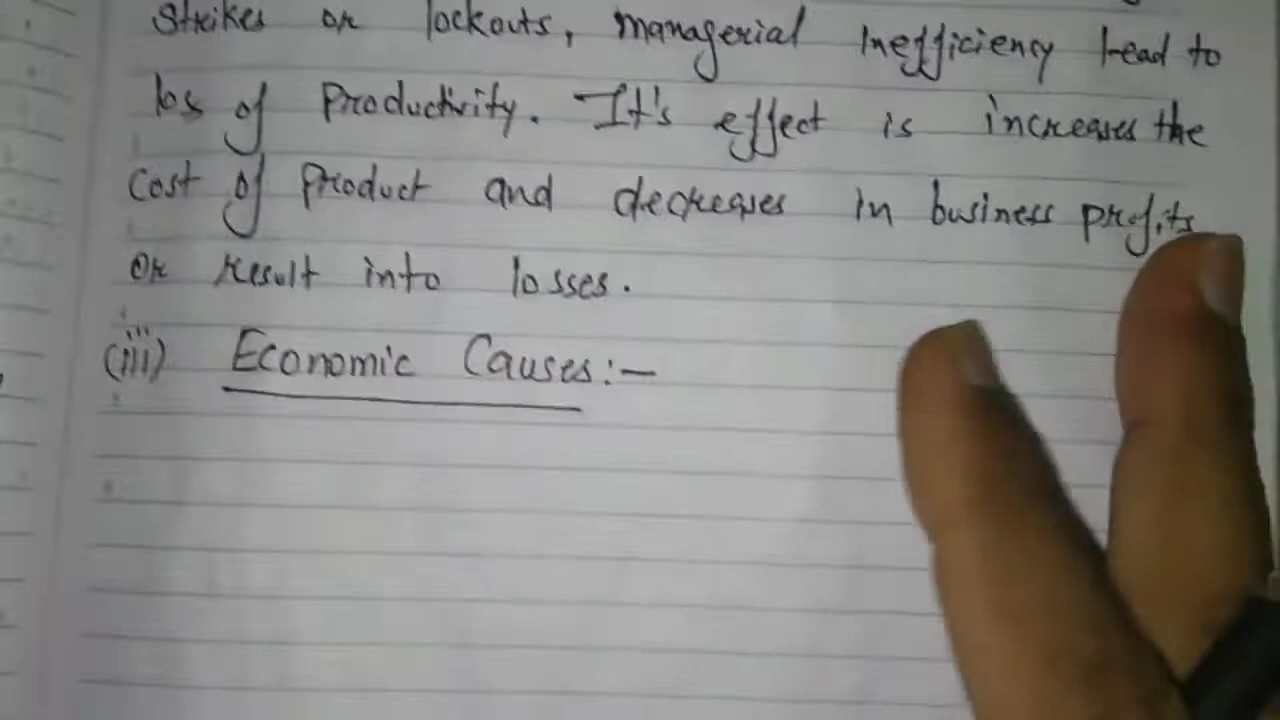 Strikes or lockouts, managerial Inefficiency lead to
loss of Productivity. It's effect is increases the
Cost of Product and decreases in business profits
or result into losses.
(iii) Economic Causes:-